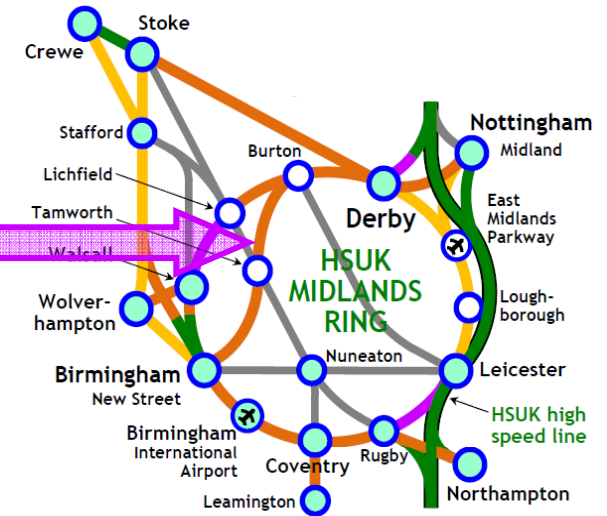 Stoke
Crewe
Stafford
Nottingham
Midland
Burton
Lichfield
Tamworth
Derby
East
Midlands
Parkway
Walsall
HSUK
MIDLANDS
RING
Wolver-
hampton
Lough-
borough
Nuneaton
Birmingham
New Street
Leicester
HSUK high
speed line
Birmingham
International
Airport
Coventry
Rugby
Northampton
Leamington